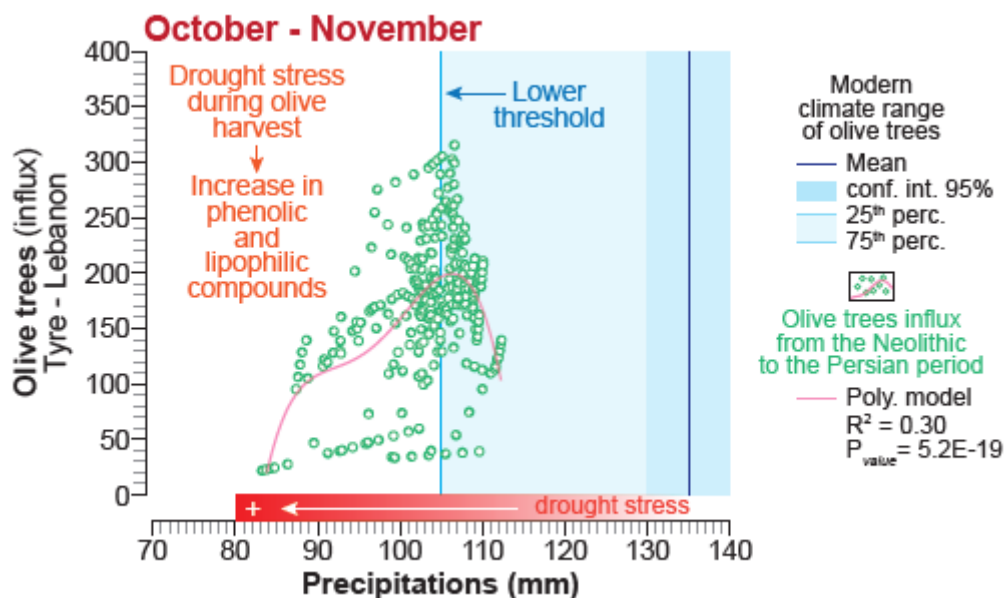 October - November
Olive trees (influx)
Tyre - Lebanon
400
350
300
250
200
150
100
50
0
Drought stress
during olive
harvest
Increase in
phenolic
and
lipophilic
compounds
Lower
threshold
+
drought stress
70
80
90
100
110
120
130
140
Precipitations (mm)
Modern
climate range
of olive trees
Mean
conf. int. 95%
25th perc.
75th perc.
Olive trees influx
from the Neolithic
to the Persian period
Poly. model
R² = 0.30
Pvalue= 5.2E-19